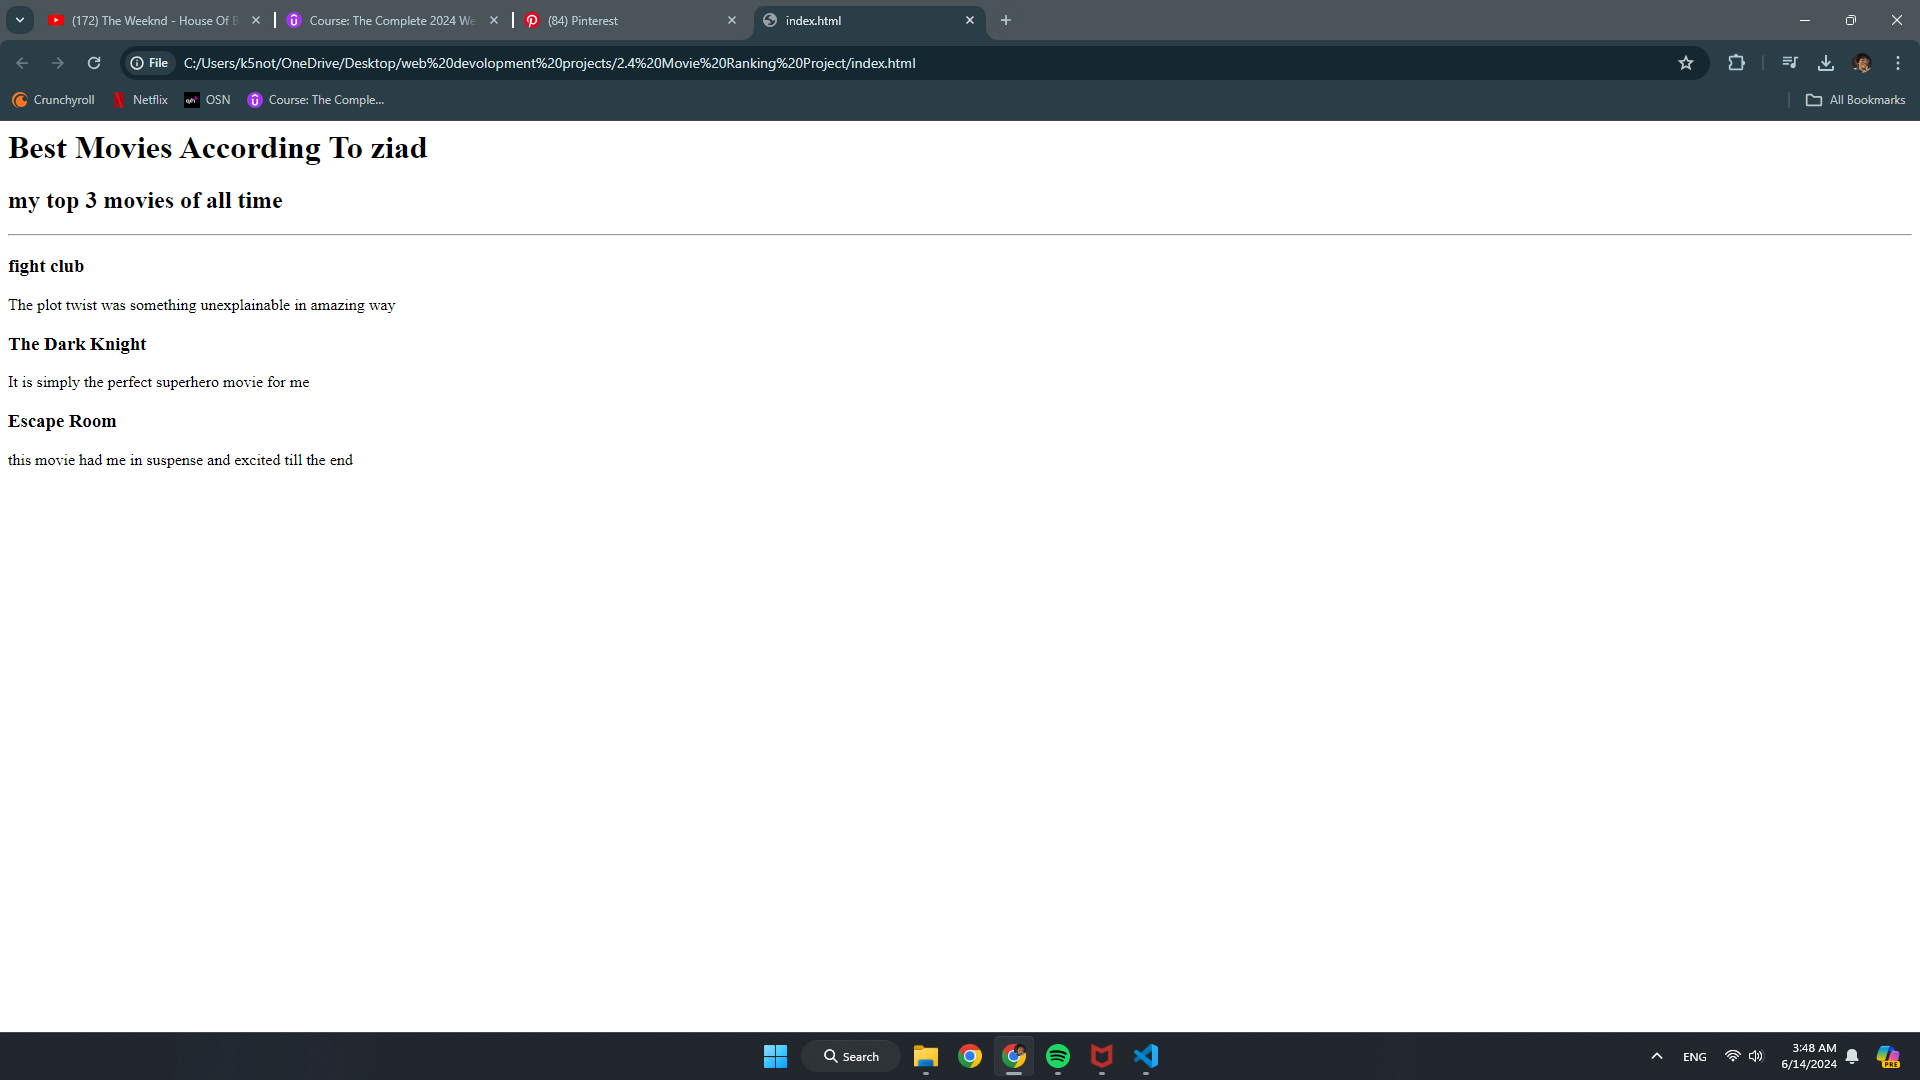 (172) The Weeknd - House Of B
Course: The Complete 2024 We
(84) Pinterest
index.html
File
C:/Users/k5not/OneDrive/Desktop/web%20devolopment%20projects/2.4%20Movie%20Ranking%20Project/index.html
Crunchyroll
Netflix
OSN
Course: The Comple...
All Bookmarks
Best Movies According To ziad
my top 3 movies of all time
fight club
The plot twist was something unexplainable in amazing way
The Dark Knight
It is simply the perfect superhero movie for me
Escape Room
this movie had me in suspense and excited till the end
Search
ENG
3:48 AM
6/14/2024
PRE